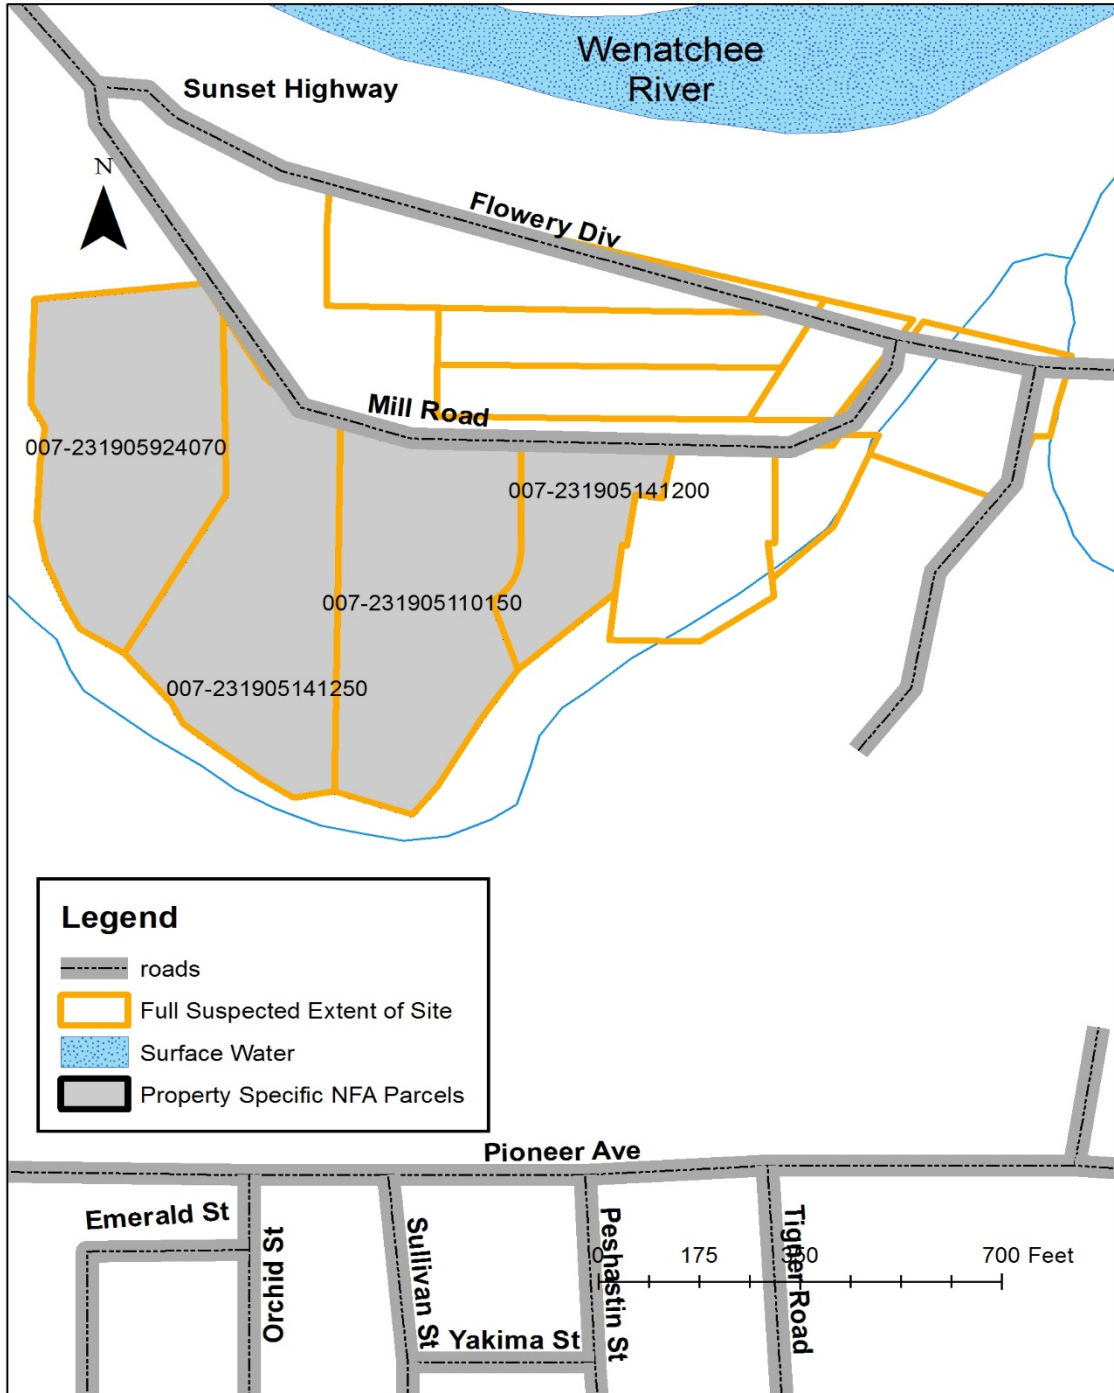 Wenatchee
River
Sunset Highway
N
Flowery Div
Mill Road
007-231905924070
007-231905141200
007-231905110150
007-231905141250
Legend
roads
Full Suspected Extent of Site
Surface Water
Property Specific NFA Parcels
Pioneer Ave
Emerald St
Orchid St
Sullivan St
Peshastin St
Tigner Road
Yakima St
0 175 350 700 Feet